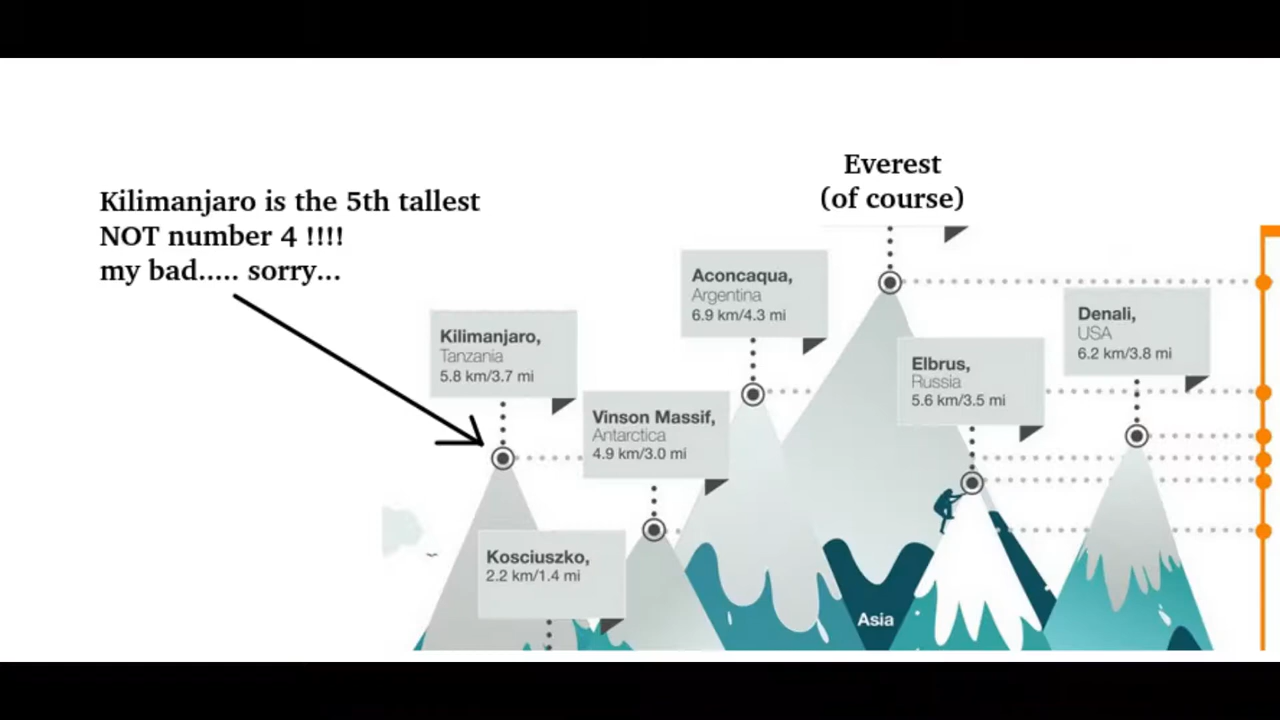 Everest
(of course)
Kilimanjaro is the 5th tallest
NOT number 4 !!!!
my bad..... sorry...
Aconcaqua,
Argentina
6.9 km/4.3 mi
Denali,
USA
6.2 km/3.8 mi
Kilimanjaro,
Tanzania
5.8 km/3.7 mi
Elbrus,
Russia
5.6 km/3.5 mi
Vinson Massif,
Antarctica
4.9 km/3.0 mi
Kosciuszko,
2.2 km/1.4 mi
Asia